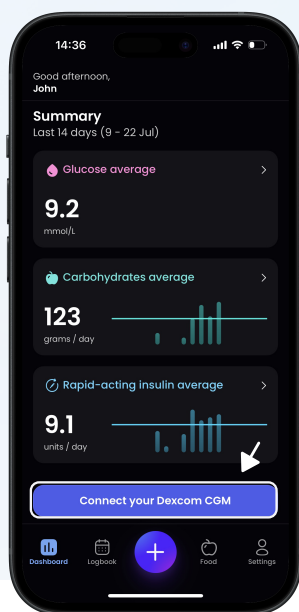 14:36
Good afternoon,
John
Summary
Last 14 days (9 - 22 Jul)
Glucose average
9.2
mmol/L
Carbohydrates average
123
grams / day
Rapid-acting insulin average
9.1
units / day
Connect your Dexcom CGM
Dashboard
Logbook
Food
Settings